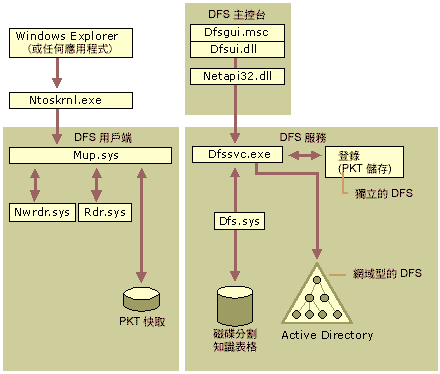 Windows Explorer
(或任何應用程式)
Ntoskrnl.exe
DFS 主控台
Dfsgui.msc
Dfsui.dll
Netapi32.dll
DFS 用戶端
Mup.sys
Nwrdr.sys
Rdr.sys
PKT 快取
DFS 服務
Dfssvc.exe
登錄
(PKT 儲存)
獨立的 DFS
Dfs.sys
網域型的 DFS
磁碟分割
知識表格
Active Directory